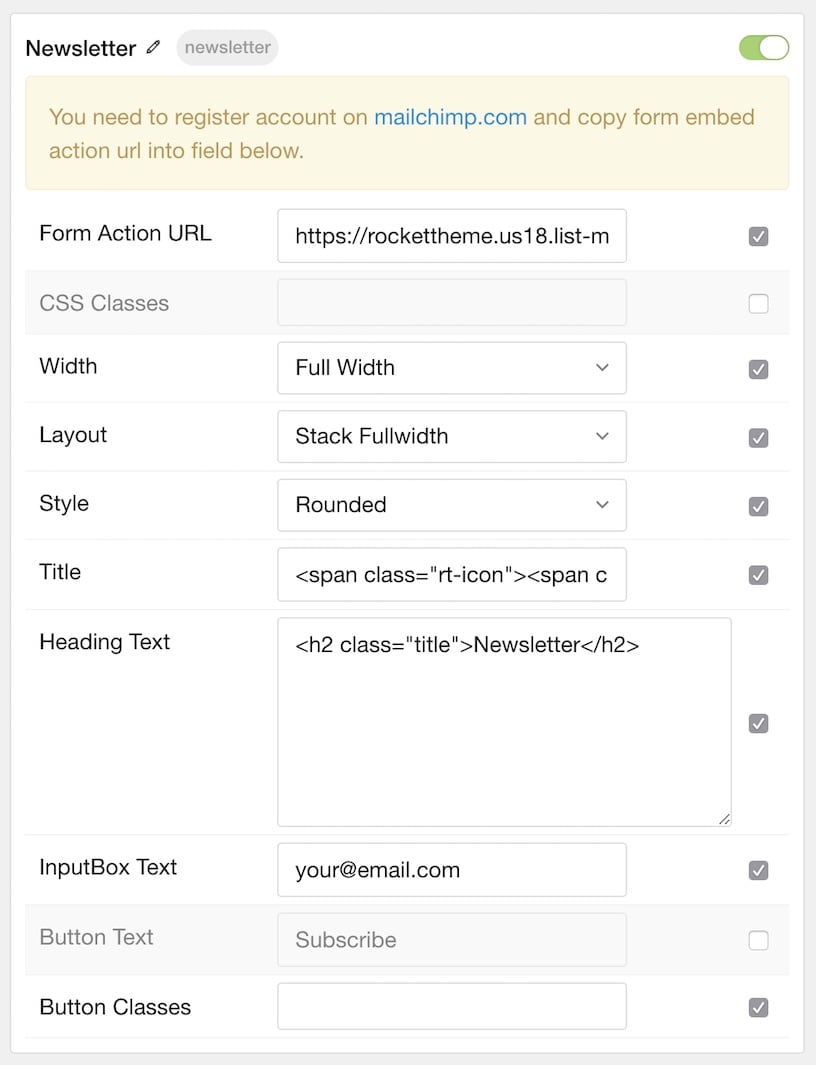 Newsletter newsletter
You need to register account on mailchimp.com and copy form embed
action url into field below.
Form Action URL https://rockettheme.us18.list-m
CSS Classes
Width Full Width
Layout Stack Fullwidth
Style Rounded
Title <span class="rt-icon"><span c
Heading Text <h2 class="title">Newsletter</h2>
InputBox Text your@email.com
Button Text Subscribe
Button Classes